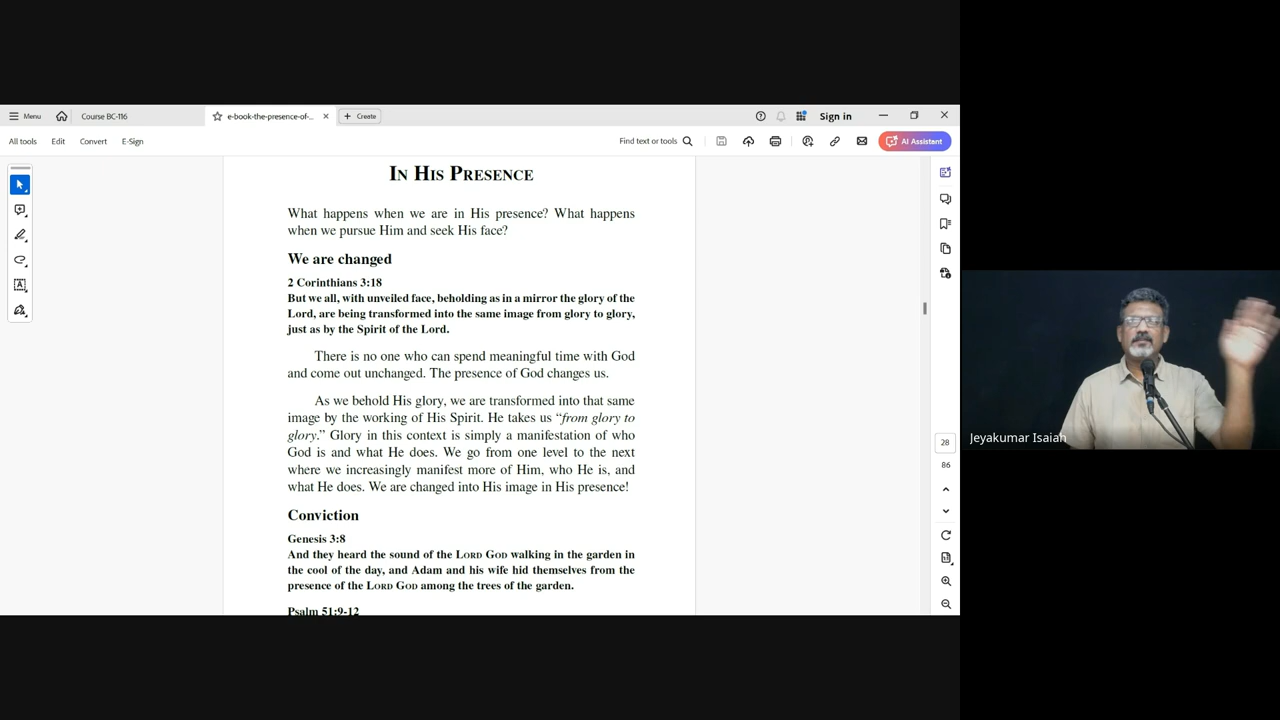 Menu
Course BC-116
e-book-the-presence-of-...
Create
Sign in
All tools
Edit
Convert
E-Sign
Find text or tools
AI Assistant
IN HIS PRESENCE
What happens when we are in His presence? What happens
when we pursue Him and seek His face?
We are changed
2 Corinthians 3:18
But we all, with unveiled face, beholding as in a mirror the glory of the
Lord, are being transformed into the same image from glory to glory,
just as by the Spirit of the Lord.
There is no one who can spend meaningful time with God
and come out unchanged. The presence of God changes us.
As we behold His glory, we are transformed into that same
image by the working of His Spirit. He takes us “from glory to
glory.” Glory in this context is simply a manifestation of who
God is and what He does. We go from one level to the next
where we increasingly manifest more of Him, who He is, and
what He does. We are changed into His image in His presence!
Conviction
Genesis 3:8
And they heard the sound of the LORD GOD walking in the garden in
the cool of the day, and Adam and his wife hid themselves from the
presence of the LORD GOD among the trees of the garden.
Psalm 51:9-12
28
86
Jeyakumar Isaiah